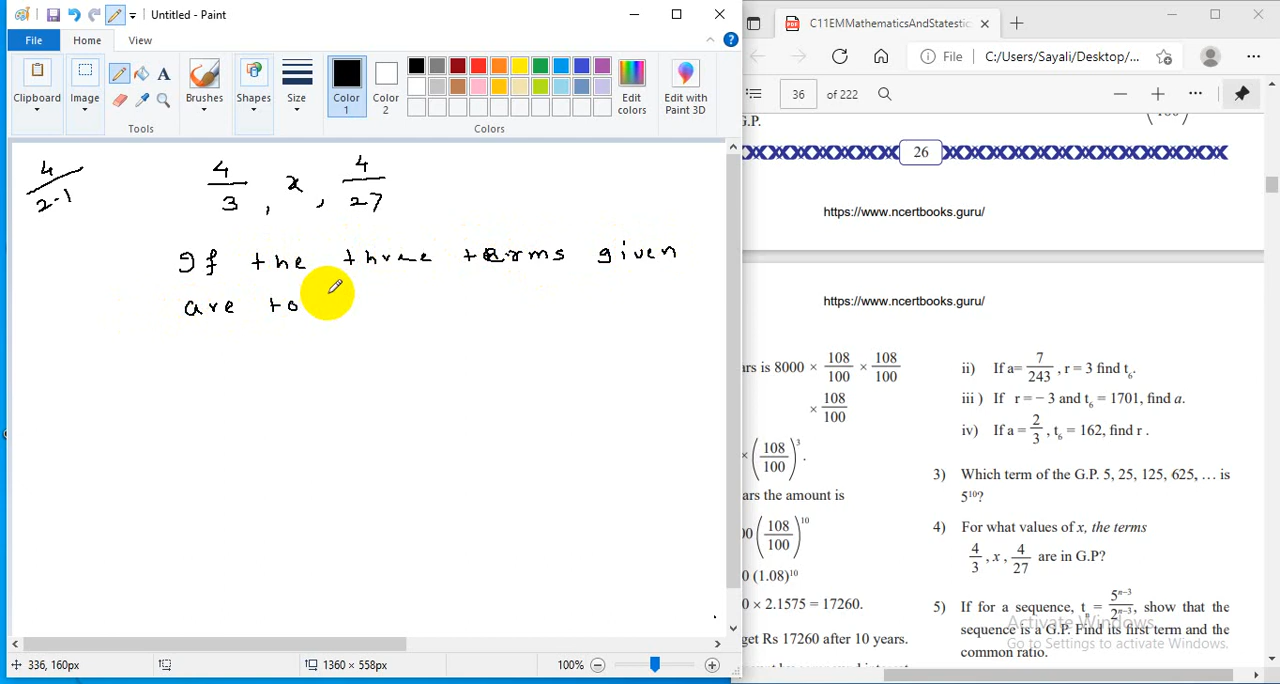 Untitled - Paint
File
Home
View
Clipboard
Image
Brushes
Shapes
Size
Color 1
Color 2
Edit colors
Edit with Paint 3D
Tools
Colors
4/2-1
4/3, x, 4/27
If the three terms given
are to
336, 160px
1360 × 558px
100%
C11EMMathematicsAndStatestic
File
C:/Users/Sayali/Desktop/...
36 of 222
G.P.
26
https://www.ncertbooks.guru/
https://www.ncertbooks.guru/
ars is 8000 × 108/100 × 108/100
× 108/100
× (108/100)³.
ars the amount is
00 (108/100)¹⁰
0 (1.08)¹⁰
0 × 2.1575 = 17260.
get Rs 17260 after 10 years.
ii) If a= 7/243, r = 3 find t₆.
iii ) If r = − 3 and t₆ = 1701, find a.
iv) If a = 2/3, t₆ = 162, find r .
3) Which term of the G.P. 5, 25, 125, 625, … is
5¹⁰?
4) For what values of x, the terms
4/3, x, 4/27 are in G.P?
5) If for a sequence, tₙ = 5ⁿ⁻³/2ⁿ⁻³, show that the
sequence is a G.P. Find its first term and the
common ratio.
Activate Windows
Go to Settings to activate Windows.